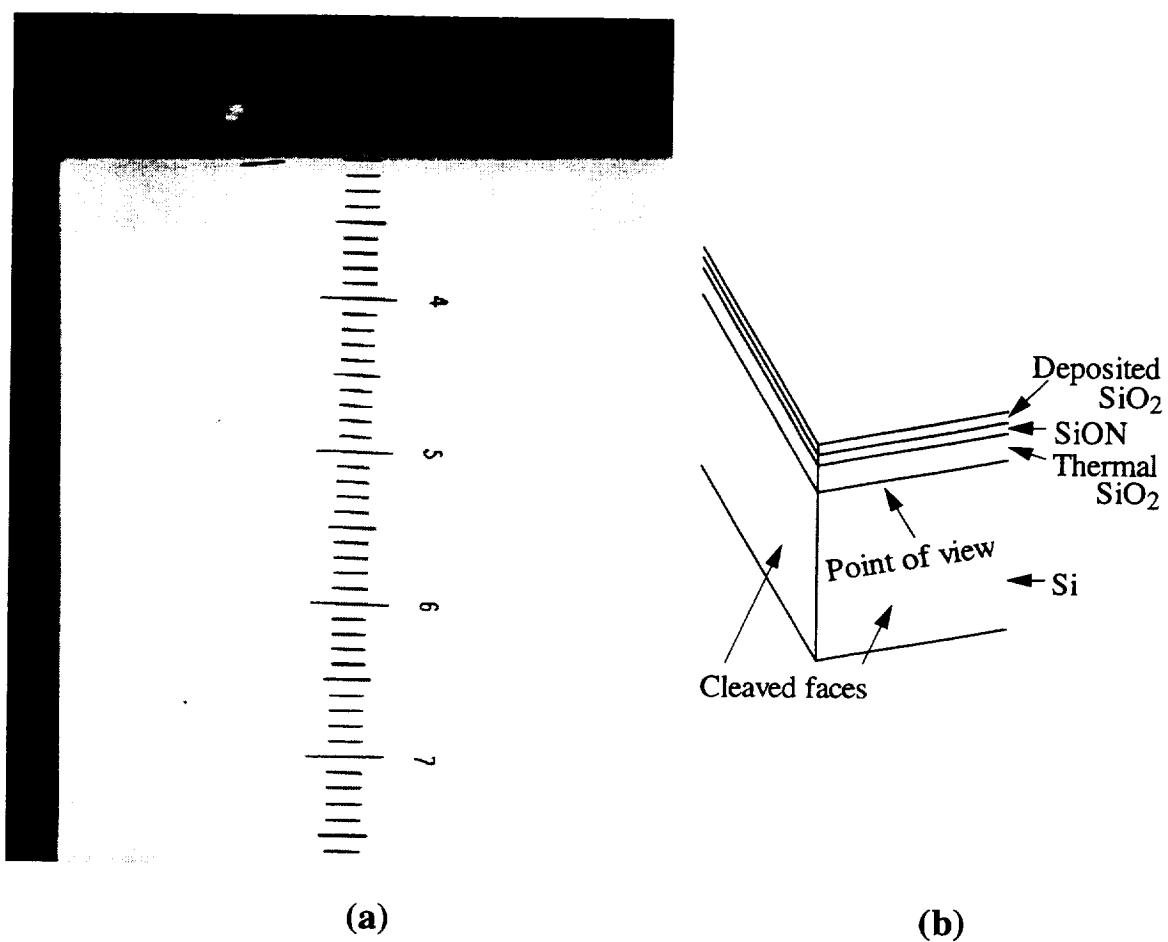 4
5
6
7
(a)
Deposited
SiO2
SiON
Thermal
SiO2
Point of view
Si
Cleaved faces
(b)